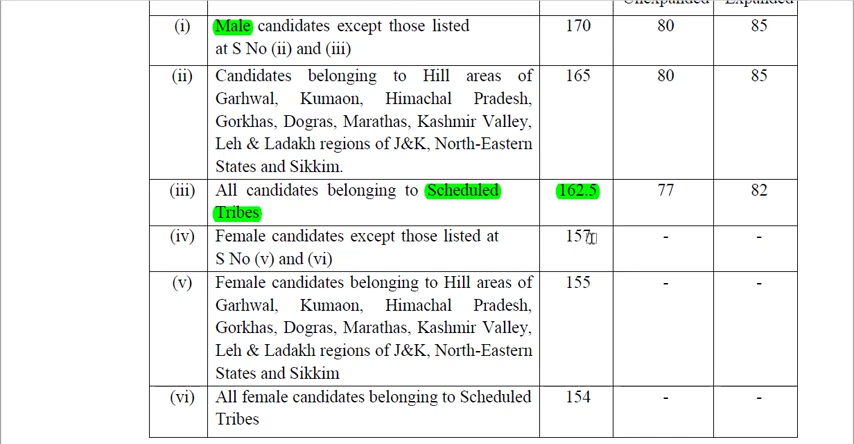 Unexpanded Expanded
(i) Male candidates except those listed 170 80 85
at S No (ii) and (iii)
(ii) Candidates belonging to Hill areas of 165 80 85
Garhwal, Kumaon, Himachal Pradesh,
Gorkhas, Dogras, Marathas, Kashmir Valley,
Leh & Ladakh regions of J&K, North-Eastern
States and Sikkim.
(iii) All candidates belonging to Scheduled 162.5 77 82
Tribes
(iv) Female candidates except those listed at 157 - -
S No (v) and (vi)
(v) Female candidates belonging to Hill areas of 155 - -
Garhwal, Kumaon, Himachal Pradesh,
Gorkhas, Dogras, Marathas, Kashmir Valley,
Leh & Ladakh regions of J&K, North-Eastern
States and Sikkim
(vi) All female candidates belonging to Scheduled 154 - -
Tribes